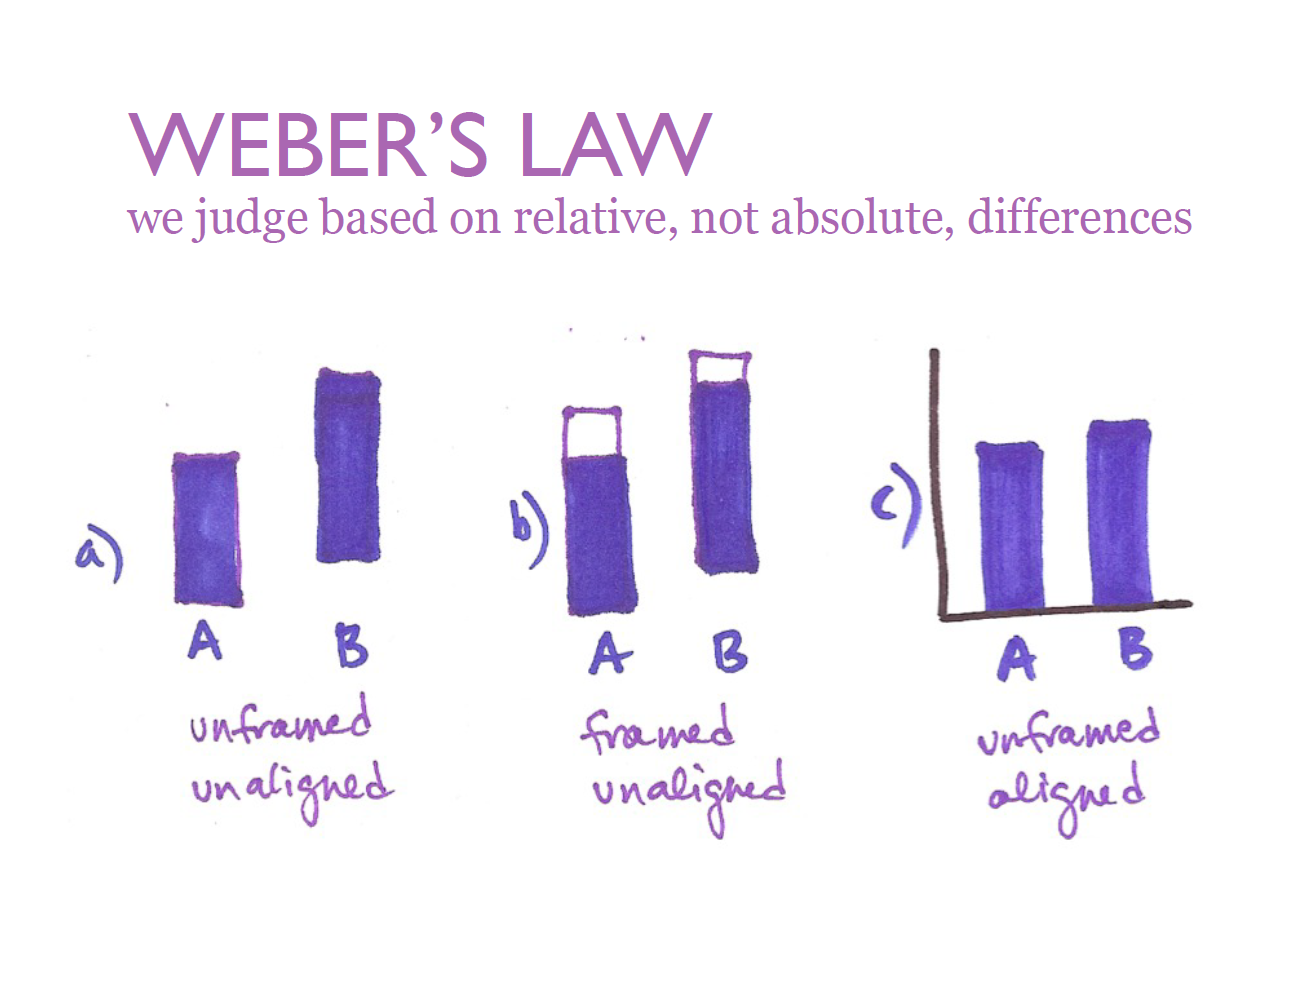 WEBER’S LAW
we judge based on relative, not absolute, differences
a)
A
B
unframed
unaligned
b)
A
B
framed
unaligned
c)
A
B
unframed
aligned